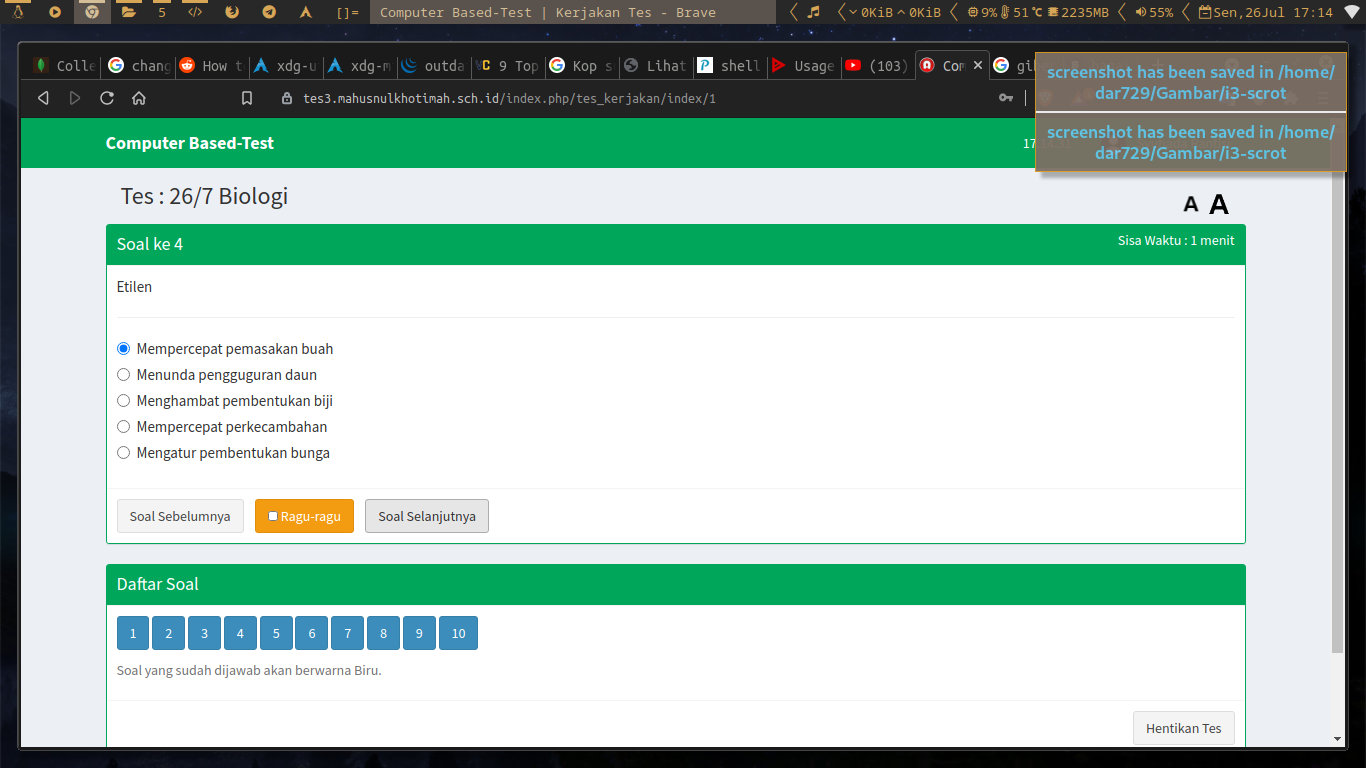 5
[]= Computer Based-Test | Kerjakan Tes - Brave
0KiB 0KiB 9% 51℃ 2235MB 55% Sen,26Jul 17:14
Colle chang How t xdg-u xdg-m outda 9 Top Kop s Lihat shell Usage (103) Com gi
tes3.mahusnulkhotimah.sch.id/index.php/tes_kerjakan/index/1
screenshot has been saved in /home/
dar729/Gambar/i3-scrot
screenshot has been saved in /home/
dar729/Gambar/i3-scrot
Computer Based-Test
17
Tes : 26/7 Biologi
A A
Soal ke 4
Sisa Waktu : 1 menit
Etilen
Mempercepat pemasakan buah
Menunda pengguguran daun
Menghambat pembentukan biji
Mempercepat perkecambahan
Mengatur pembentukan bunga
Soal Sebelumnya Ragu-ragu Soal Selanjutnya
Daftar Soal
1 2 3 4 5 6 7 8 9 10
Soal yang sudah dijawab akan berwarna Biru.
Hentikan Tes